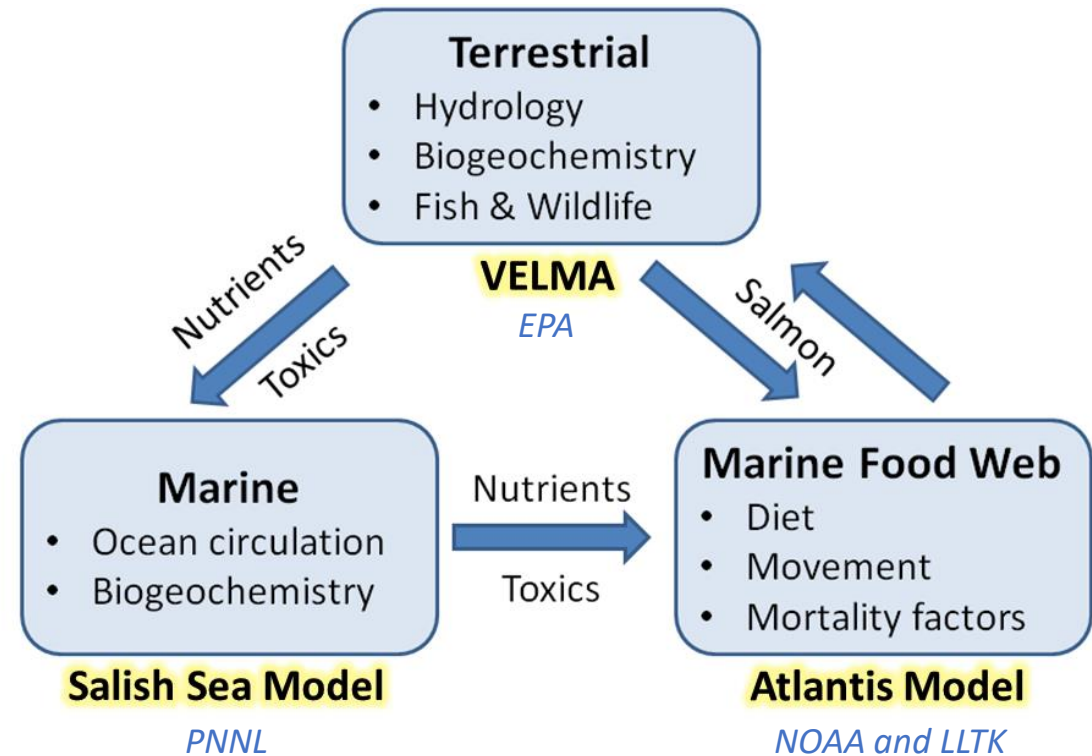 Terrestrial
• Hydrology
• Biogeochemistry
• Fish & Wildlife
VELMA
EPA
Nutrients
Toxics
Salmon
Marine
• Ocean circulation
• Biogeochemistry
Salish Sea Model
PNNL
Nutrients
Toxics
Marine Food Web
• Diet
• Movement
• Mortality factors
Atlantis Model
NOAA and LLTK